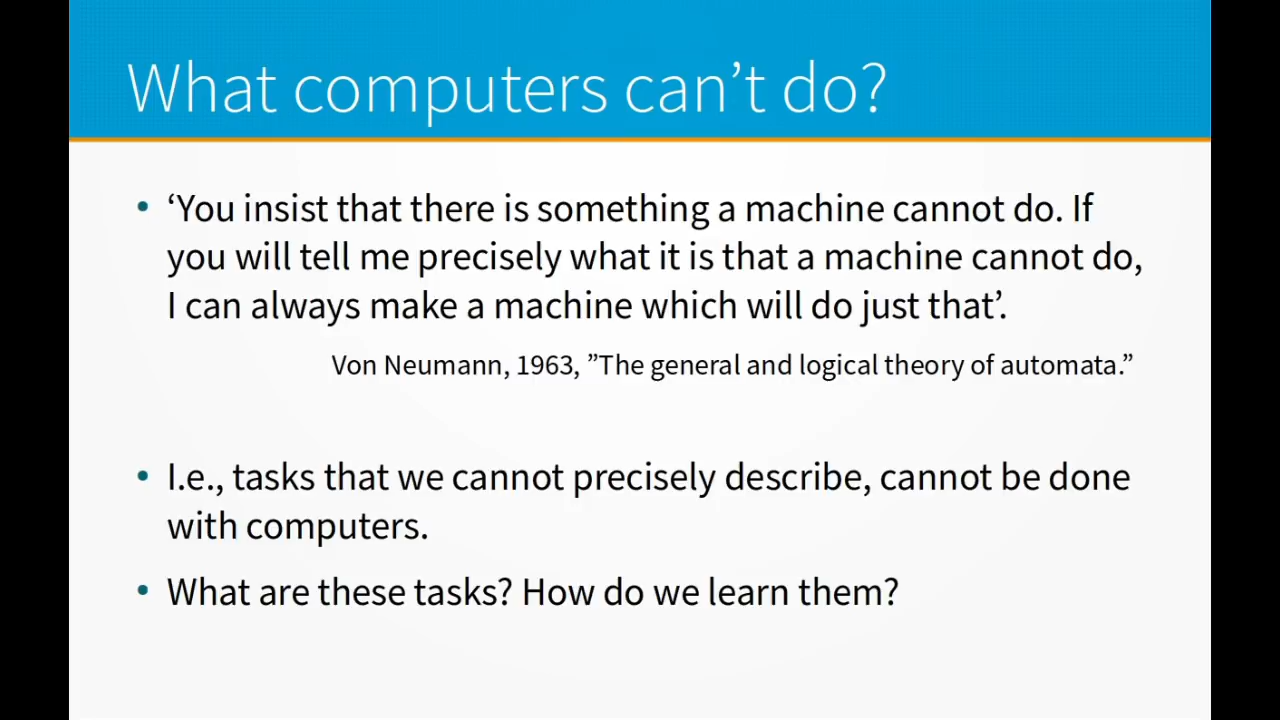 What computers can’t do?
• ‘You insist that there is something a machine cannot do. If
you will tell me precisely what it is that a machine cannot do,
I can always make a machine which will do just that’.
Von Neumann, 1963, ”The general and logical theory of automata.”
• I.e., tasks that we cannot precisely describe, cannot be done
with computers.
• What are these tasks? How do we learn them?